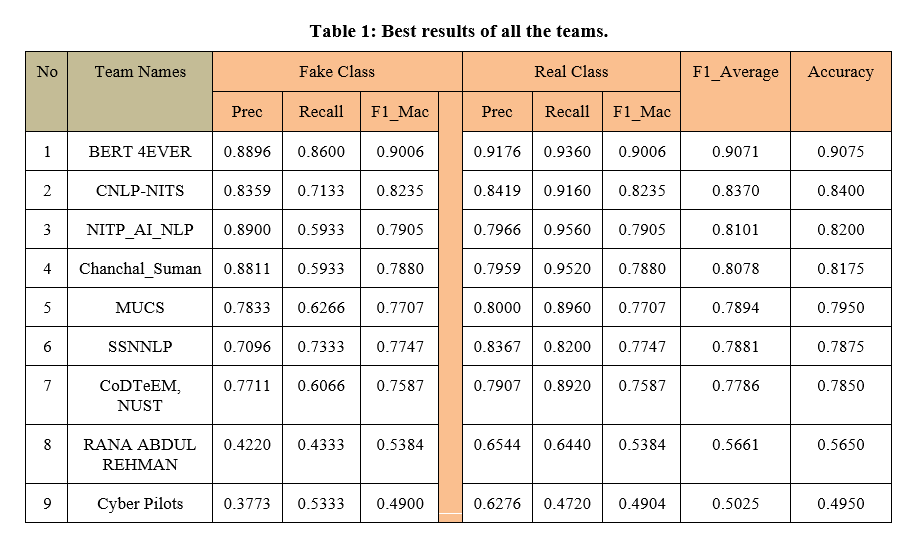 Table 1: Best results of all the teams.
No Team Names Fake Class Real Class F1_Average Accuracy
Prec Recall F1_Mac Prec Recall F1_Mac
1 BERT 4EVER 0.8896 0.8600 0.9006 0.9176 0.9360 0.9006 0.9071 0.9075
2 CNLP-NITS 0.8359 0.7133 0.8235 0.8419 0.9160 0.8235 0.8370 0.8400
3 NITP_AI_NLP 0.8900 0.5933 0.7905 0.7966 0.9560 0.7905 0.8101 0.8200
4 Chanchal_Suman 0.8811 0.5933 0.7880 0.7959 0.9520 0.7880 0.8078 0.8175
5 MUCS 0.7833 0.6266 0.7707 0.8000 0.8960 0.7707 0.7894 0.7950
6 SSNNLP 0.7096 0.7333 0.7747 0.8367 0.8200 0.7747 0.7881 0.7875
7 CoDTeEM, 0.7711 0.6066 0.7587 0.7907 0.8920 0.7587 0.7786 0.7850
NUST
8 RANA ABDUL 0.4220 0.4333 0.5384 0.6544 0.6440 0.5384 0.5661 0.5650
REHMAN
9 Cyber Pilots 0.3773 0.5333 0.4900 0.6276 0.4720 0.4904 0.5025 0.4950